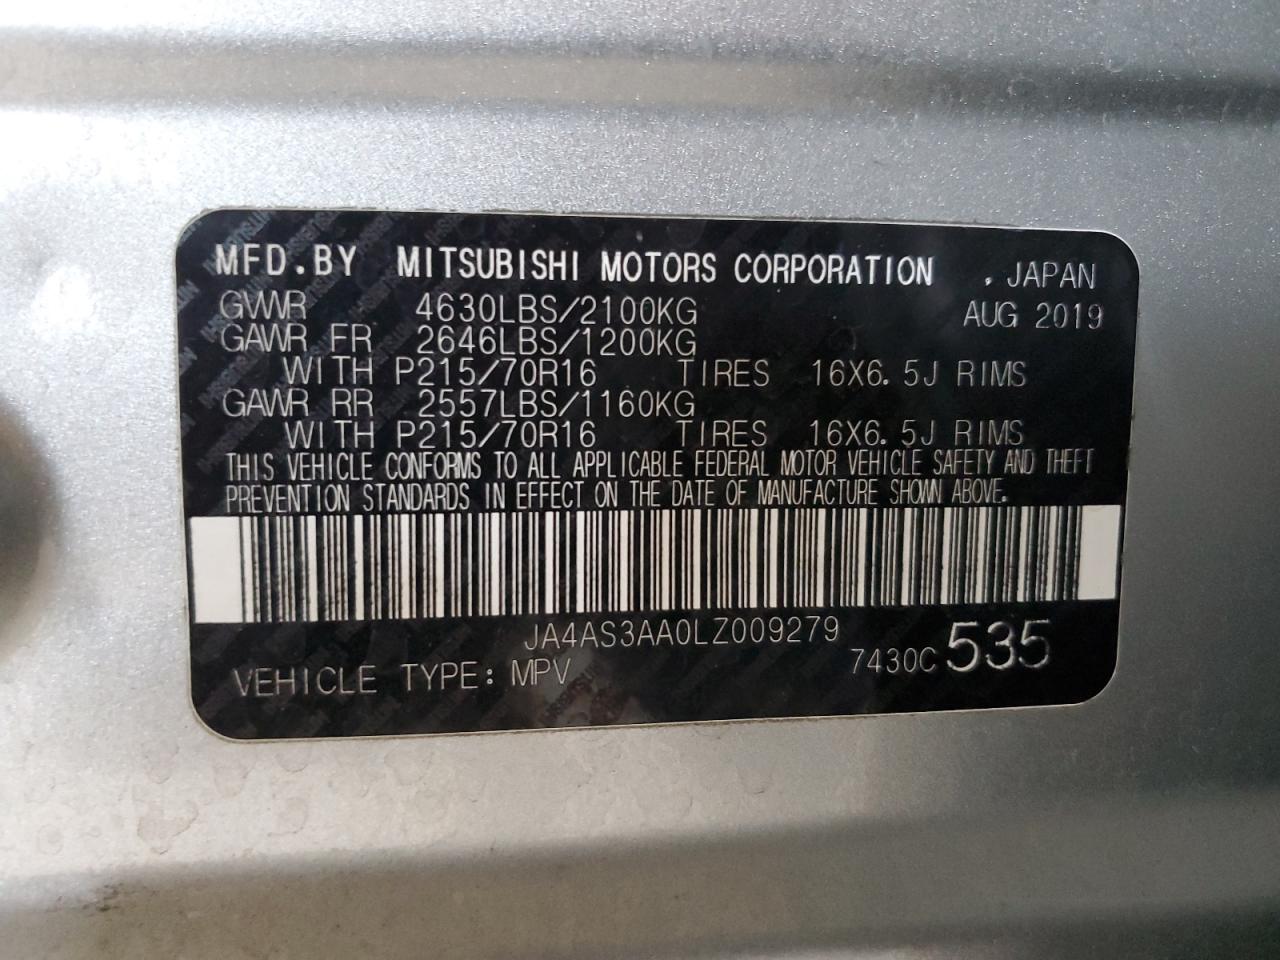 MFD.BY MITSUBISHI MOTORS CORPORATION . JAPAN
GVWR 4630LBS/2100KG AUG 2019
GAWR FR 2646LBS/1200KG
WITH P215/70R16 TIRES 16X6.5J RIMS
GAWR RR 2557LBS/1160KG
WITH P215/70R16 TIRES 16X6.5J RIMS
THIS VEHICLE CONFORMS TO ALL APPLICABLE FEDERAL MOTOR VEHICLE SAFETY AND THEFT
PREVENTION STANDARDS IN EFFECT ON THE DATE OF MANUFACTURE SHOWN ABOVE.
JA4AS3AA0LZ009279
VEHICLE TYPE: MPV 7430C 535